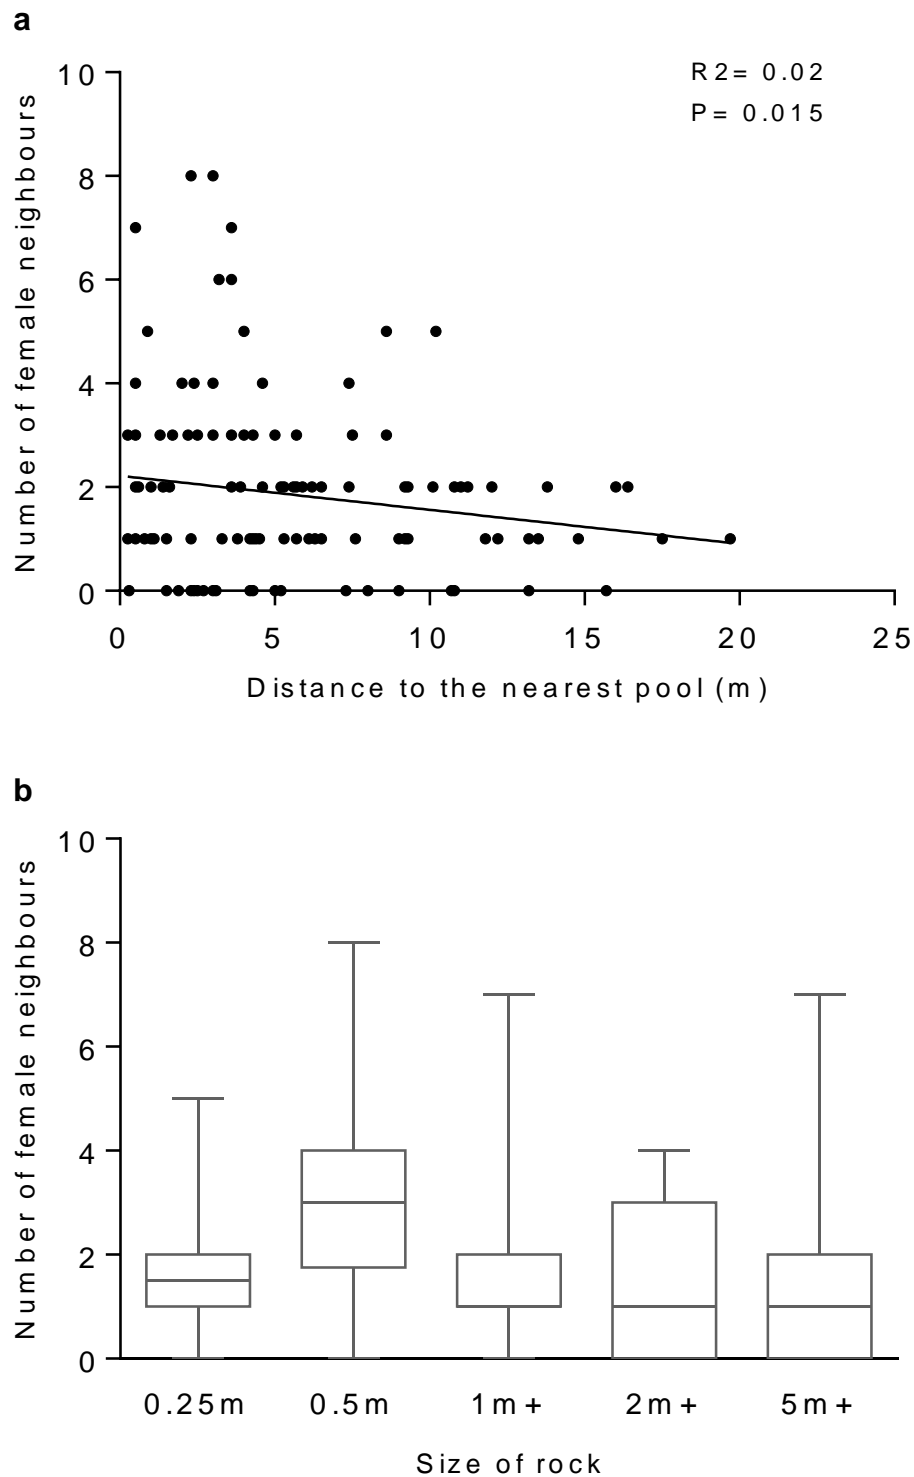 a
R2= 0.02
P= 0.015
Number of female neighbours
10
8
6
4
2
0
0 5 10 15 20 25
Distance to the nearest pool (m)
b
Number of female neighbours
10
8
6
4
2
0
0.25m 0.5m 1m+ 2m+ 5m+
Size of rock